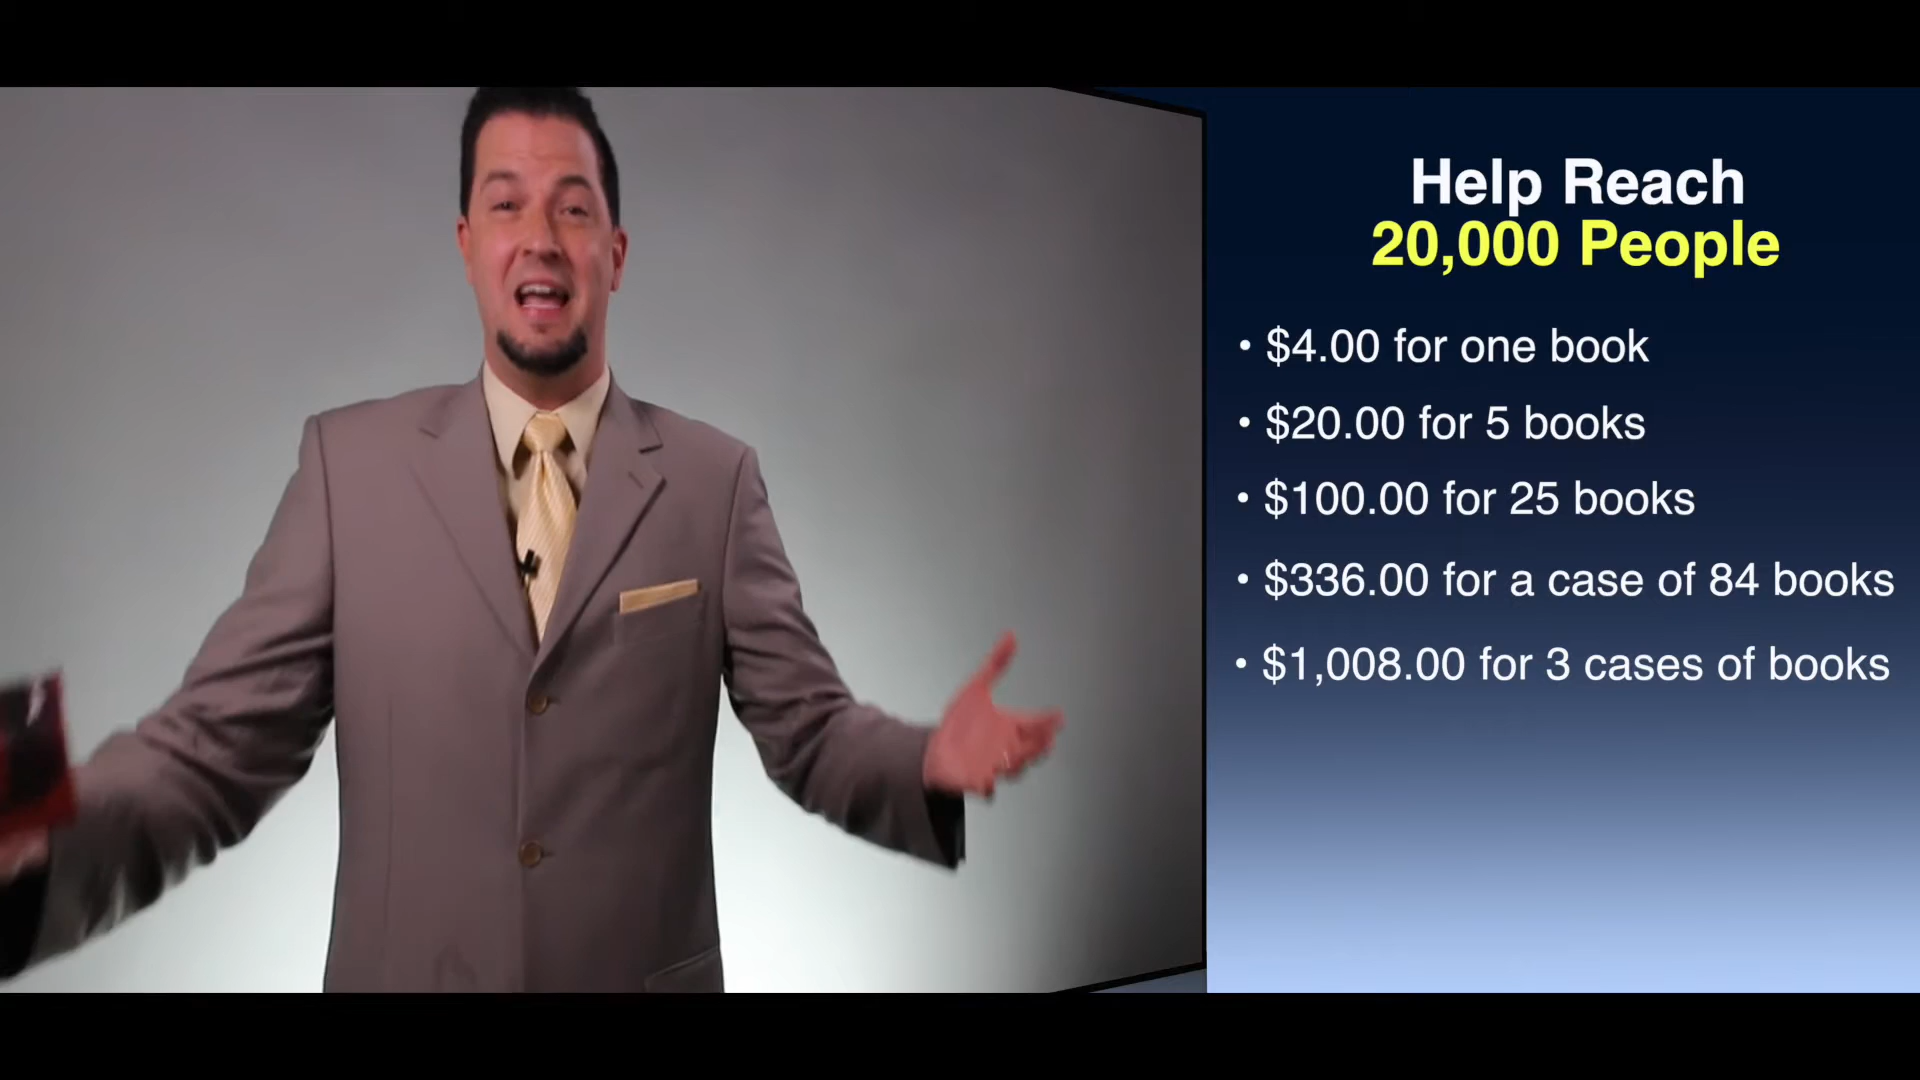 Help Reach
20,000 People
• $4.00 for one book
• $20.00 for 5 books
• $100.00 for 25 books
• $336.00 for a case of 84 books
• $1,008.00 for 3 cases of books